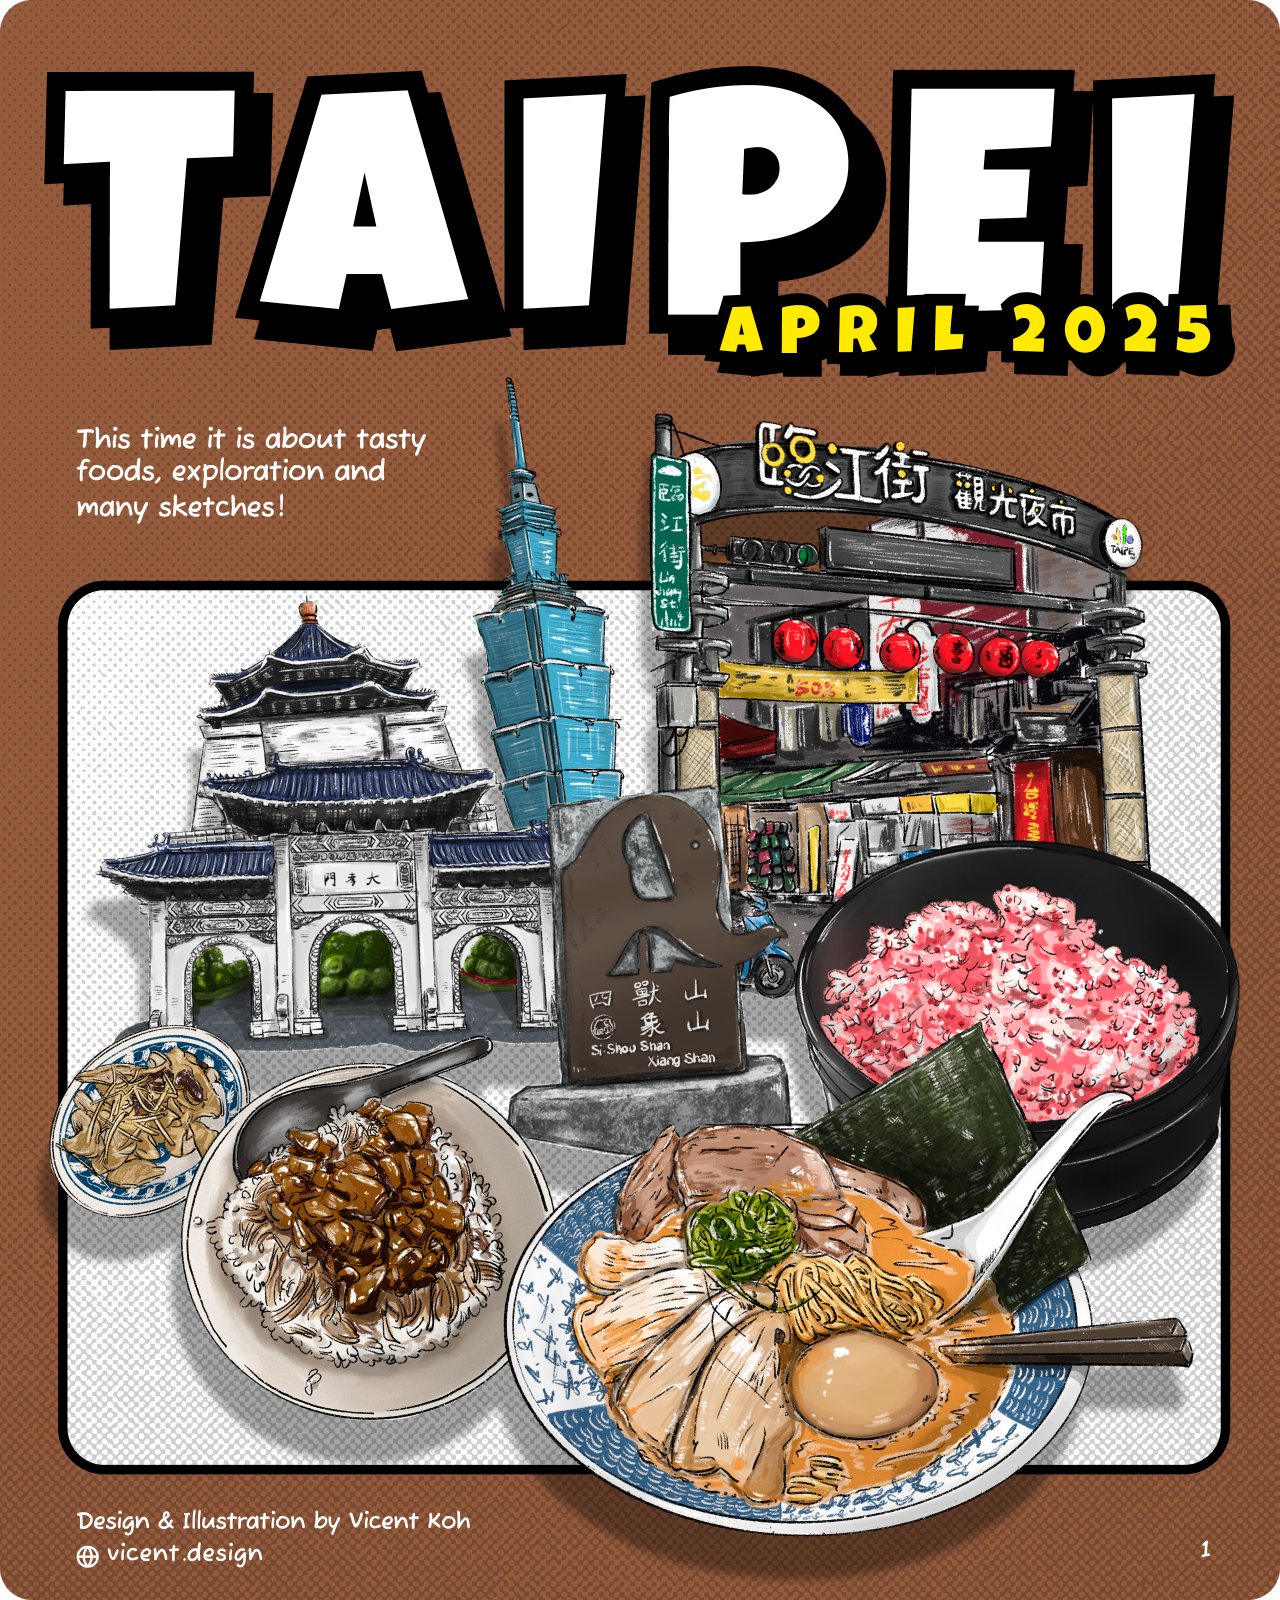 TAIPEI
APRIL 2025
This time it is about tasty
foods, exploration and
many sketches!
臨江街 觀光夜市
臨
江
街
Lin
Jiang
St.
TAIPEI
50%
大孝門
四獸山
象山
Si-Shou Shan
Xiang Shan
Design & Illustration by Vicent Koh
vicent.design
1